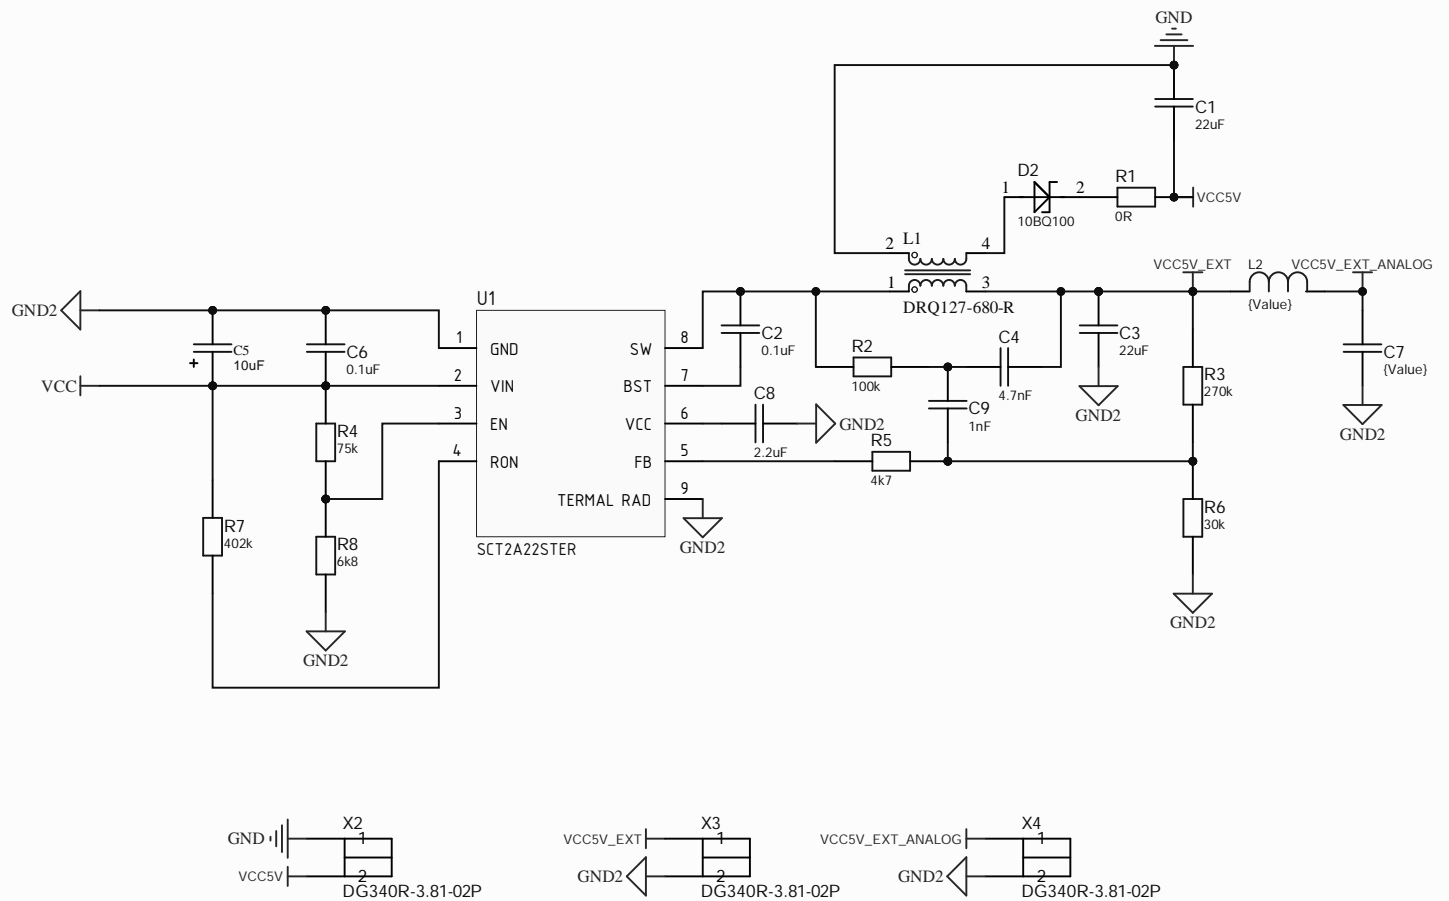 GND
C1
22uF
D2
R1
1
2
10BQ100
0R
VCC5V
2
L1
4
1
3
DRQ127-680-R
VCC5V_EXT
L2
VCC5V_EXT_ANALOG
{Value}
GND2
U1
1
GND
SW
8
C5
10uF
+
C6
0.1uF
C2
0.1uF
R2
100k
C4
4.7nF
C3
22uF
GND2
R3
270k
C7
{Value}
GND2
VCC
2
VIN
BST
7
3
EN
VCC
6
C8
2.2uF
GND2
C9
1nF
R4
75k
4
RON
FB
5
R5
4k7
TERMAL RAD
9
GND2
SCT2A22STER
R7
402k
R8
6k8
GND2
R6
30k
GND2
GND
X2
1
VCC5V
2
DG340R-3.81-02P
VCC5V_EXT
X3
1
GND2
2
DG340R-3.81-02P
VCC5V_EXT_ANALOG
X4
1
GND2
2
DG340R-3.81-02P